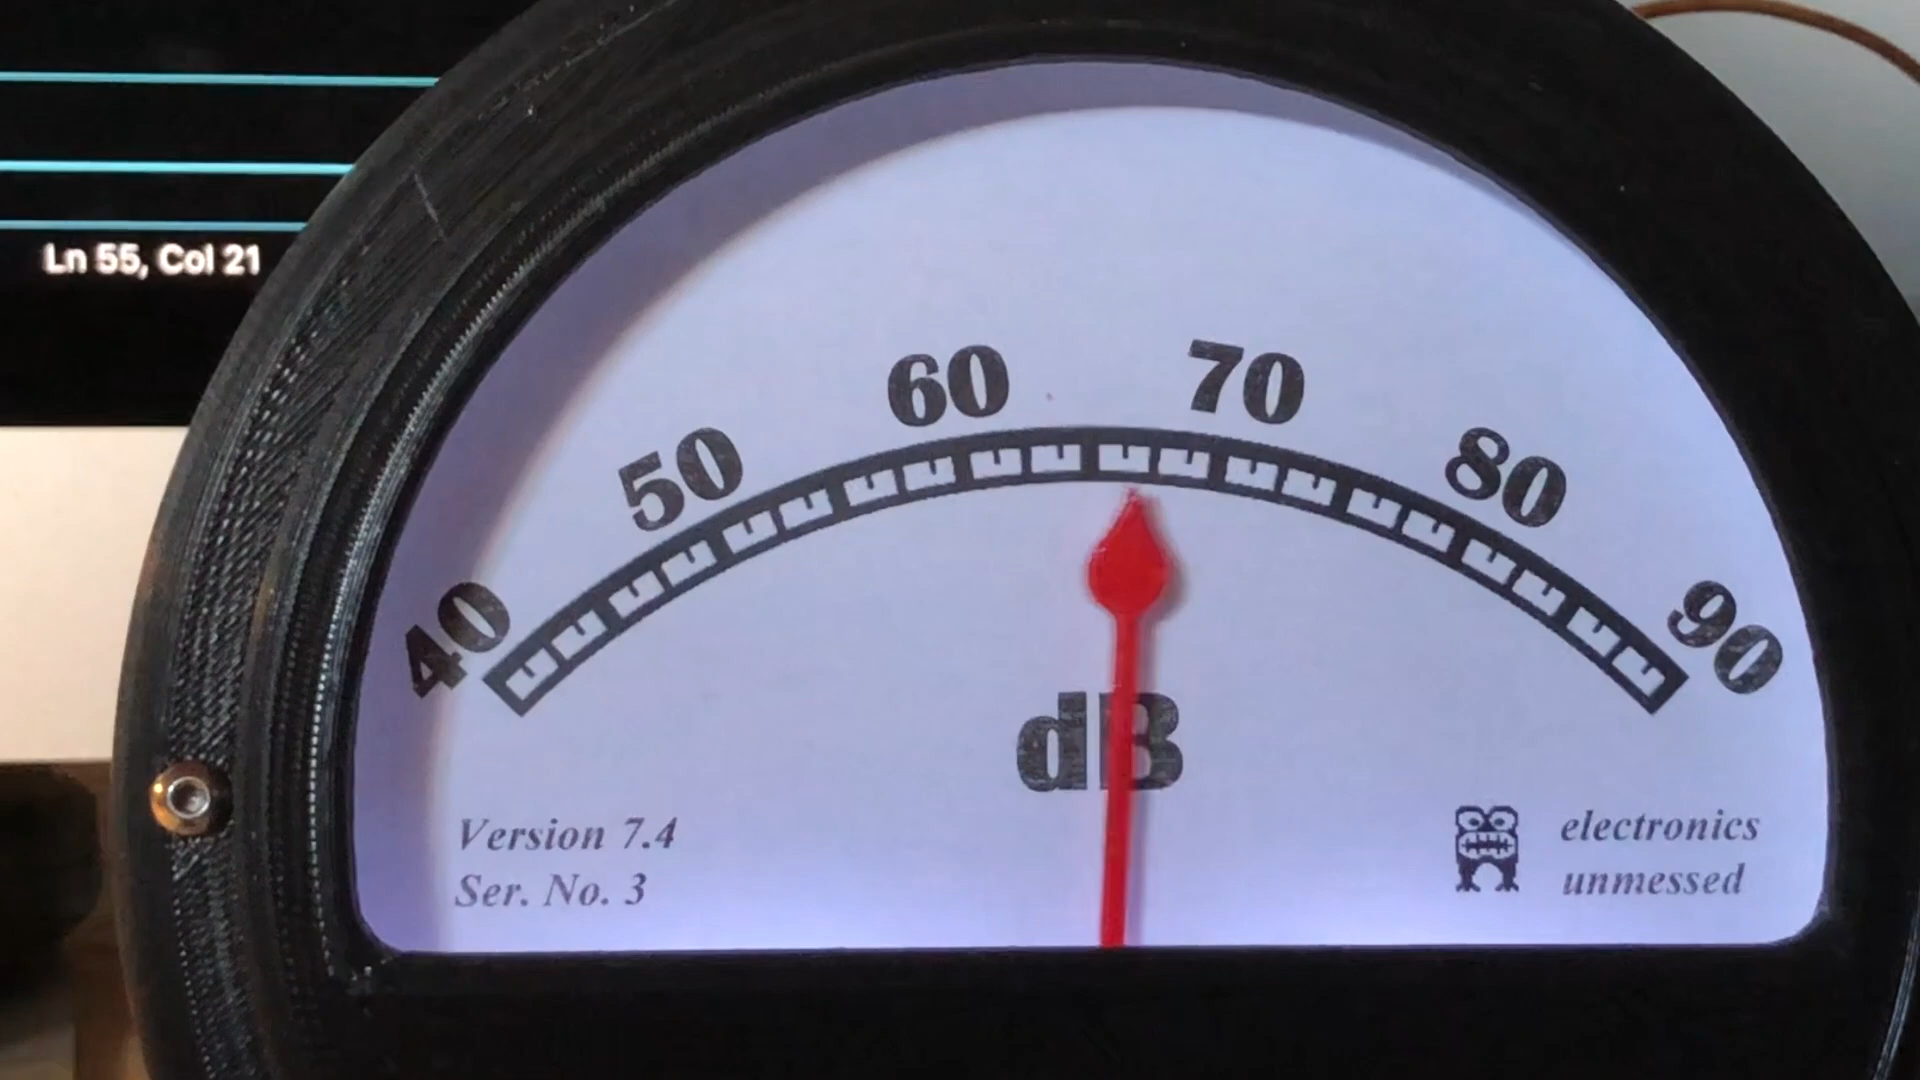 Ln 55, Col 21
40 50 60 70 80 90
dB
Version 7.4
Ser. No. 3
electronics
unmessed